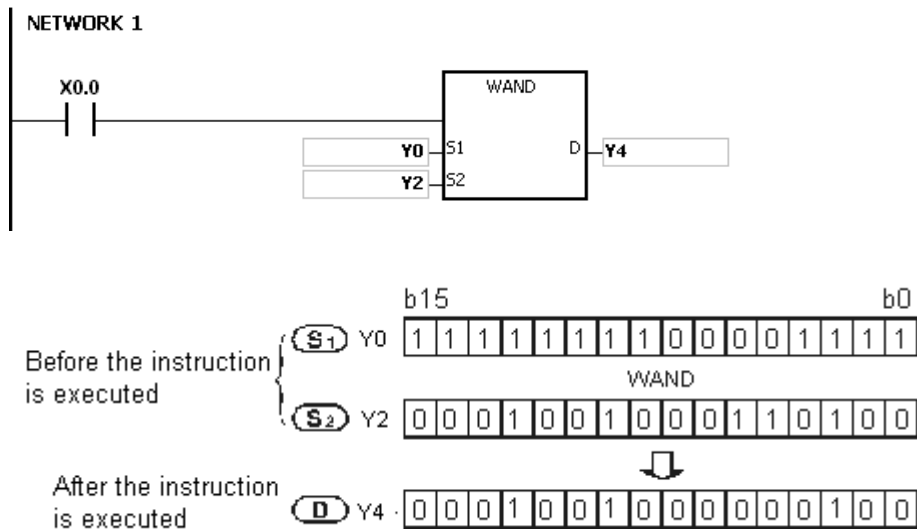 NETWORK 1
X0.0
WAND
Y0 S1 D Y4
Y2 S2
b15 b0
S1 Y0 1 1 1 1 1 1 1 1 0 0 0 0 1 1 1 1
Before the instruction
is executed
WAND
S2 Y2 0 0 0 1 0 0 1 0 0 0 1 1 0 1 0 0
After the instruction
is executed
D Y4 0 0 0 1 0 0 1 0 0 0 0 0 0 1 0 0